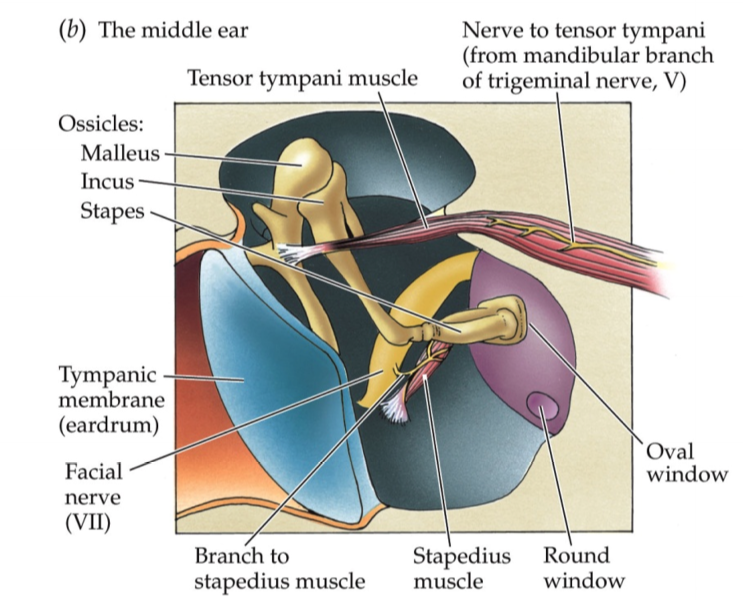 (b) The middle ear
Nerve to tensor tympani
(from mandibular branch
of trigeminal nerve, V)
Tensor tympani muscle
Ossicles:
Malleus
Incus
Stapes
Tympanic
membrane
(eardrum)
Facial
nerve
(VII)
Oval
window
Branch to
stapedius muscle
Stapedius
muscle
Round
window